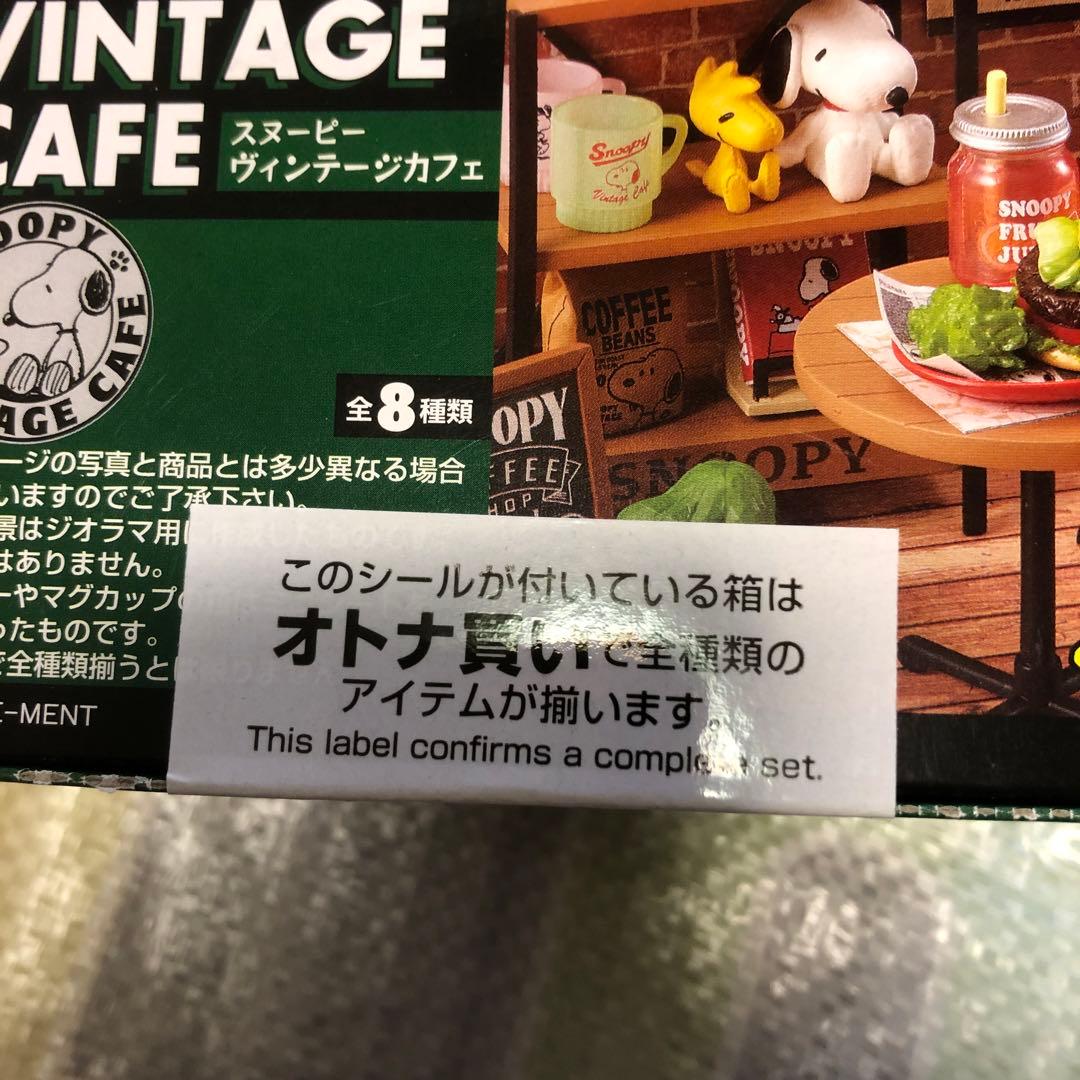 VINTAGE
CAFE
スヌーピー
ヴィンテージカフェ
OOPY
AGE CAFE
全8種類
ージの写真と商品とは多少異なる場合
いますのでご了承下さい。
景はジオラマ用に
はありません。
ーやマグカップの
ったものです。
で全種類揃うと
E-MENT
Snoopy
Vintage Cafe
SNOOPY
SNOOPY
COFFEE
BEANS
OPY
FFEE
HOP
SNOOPY
このシールが付いている箱は
オトナ買いで全種類の
アイテムが揃います。
This label confirms a complete set.